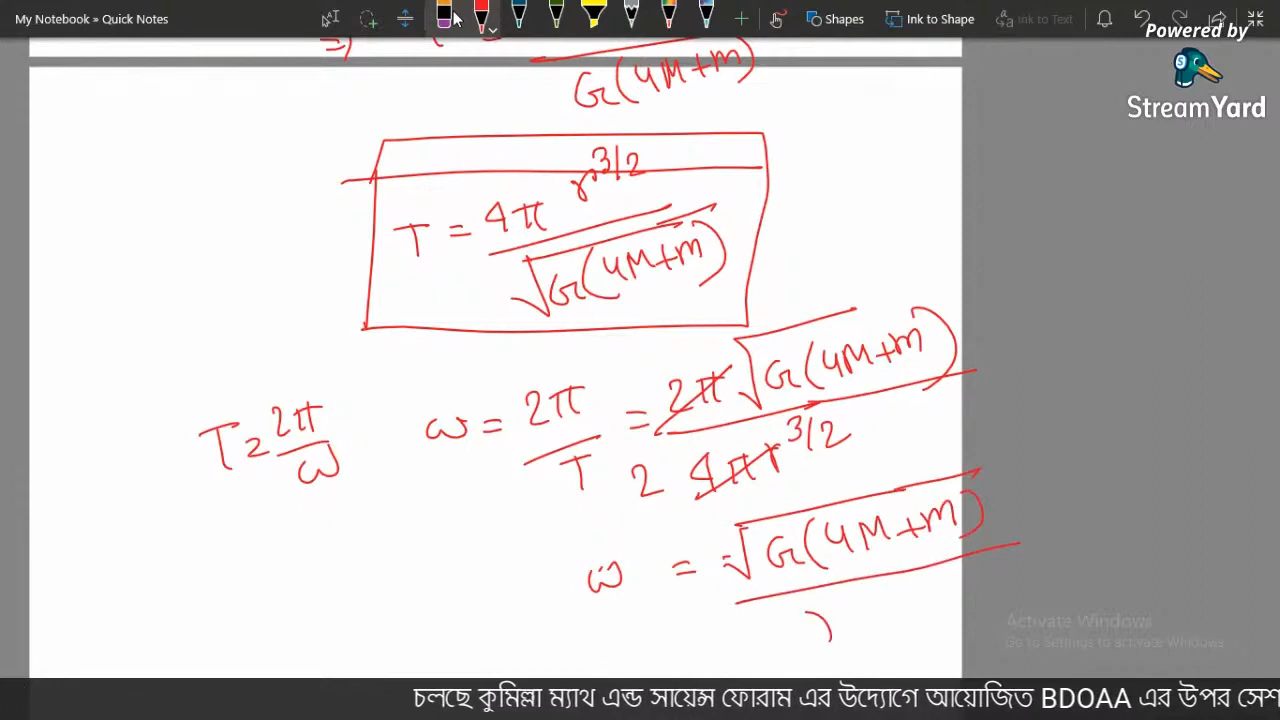 My Notebook » Quick Notes
Shapes
Ink to Shape
Ink to Text
Powered by
StreamYard
G(4M+m)
T = 4π r^3/2 / √G(4M+m)
T = 2π/ω
ω = 2π/T = 2π√G(4M+m) / 4πr^3/2
2
ω = √G(4M+m)
Activate Windows
Go to Settings to activate Windows.
চলছে কুমিল্লা ম্যাথ এন্ড সায়েন্স ফোরাম এর উদ্যোগে আয়োজিত BDOAA এর উপর সেশ